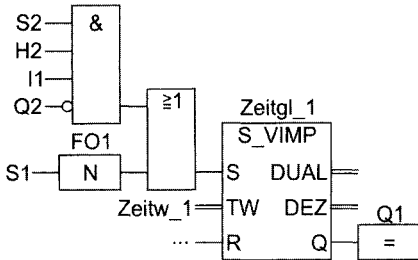 S2
&
H2
I1
Q2
≥1
Zeitgl_1
FO1
S_VIMP
S1
N
S
DUAL
Zeitw_1
TW
DEZ
Q1
...
R
Q
=